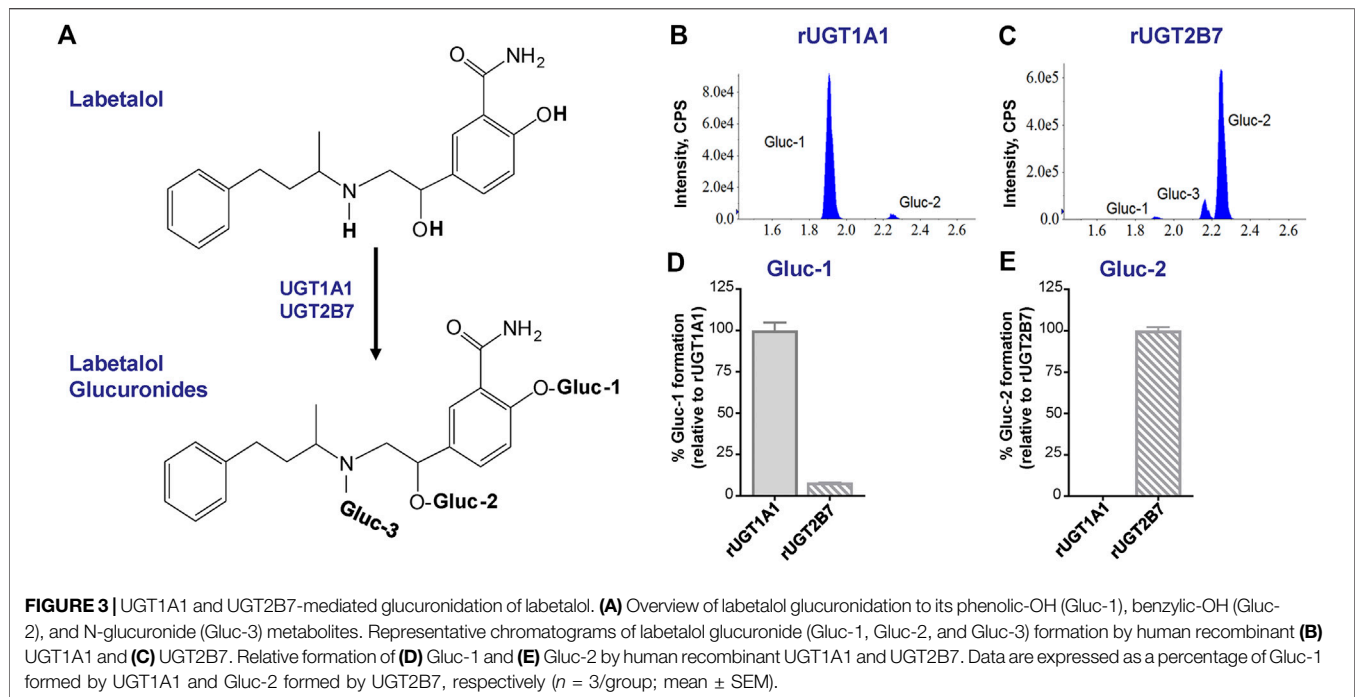 A
Labetalol
O
NH2
OH
N
H
OH
UGT1A1
UGT2B7
Labetalol
Glucuronides
O
NH2
O-Gluc-1
N
O-Gluc-2
Gluc-3
B
rUGT1A1
Intensity, CPS
8.0e4
6.0e4
4.0e4
2.0e4
0.0
Gluc-1
Gluc-2
1.6 1.8 2.0 2.2 2.4 2.6
C
rUGT2B7
Intensity, CPS
6.0e5
4.0e5
2.0e5
0.0
Gluc-2
Gluc-3
Gluc-1
1.6 1.8 2.0 2.2 2.4 2.6
D
Gluc-1
% Gluc-1 formation
(relative to rUGT1A1)
125
100
75
50
25
0
rUGT1A1
rUGT2B7
E
Gluc-2
% Gluc-2 formation
(relative to rUGT2B7)
125
100
75
50
25
0
rUGT1A1
rUGT2B7
FIGURE 3 | UGT1A1 and UGT2B7-mediated glucuronidation of labetalol. (A) Overview of labetalol glucuronidation to its phenolic-OH (Gluc-1), benzylic-OH (Gluc-
2), and N-glucuronide (Gluc-3) metabolites. Representative chromatograms of labetalol glucuronide (Gluc-1, Gluc-2, and Gluc-3) formation by human recombinant (B)
UGT1A1 and (C) UGT2B7. Relative formation of (D) Gluc-1 and (E) Gluc-2 by human recombinant UGT1A1 and UGT2B7. Data are expressed as a percentage of Gluc-1
formed by UGT1A1 and Gluc-2 formed by UGT2B7, respectively (n = 3/group; mean ± SEM).